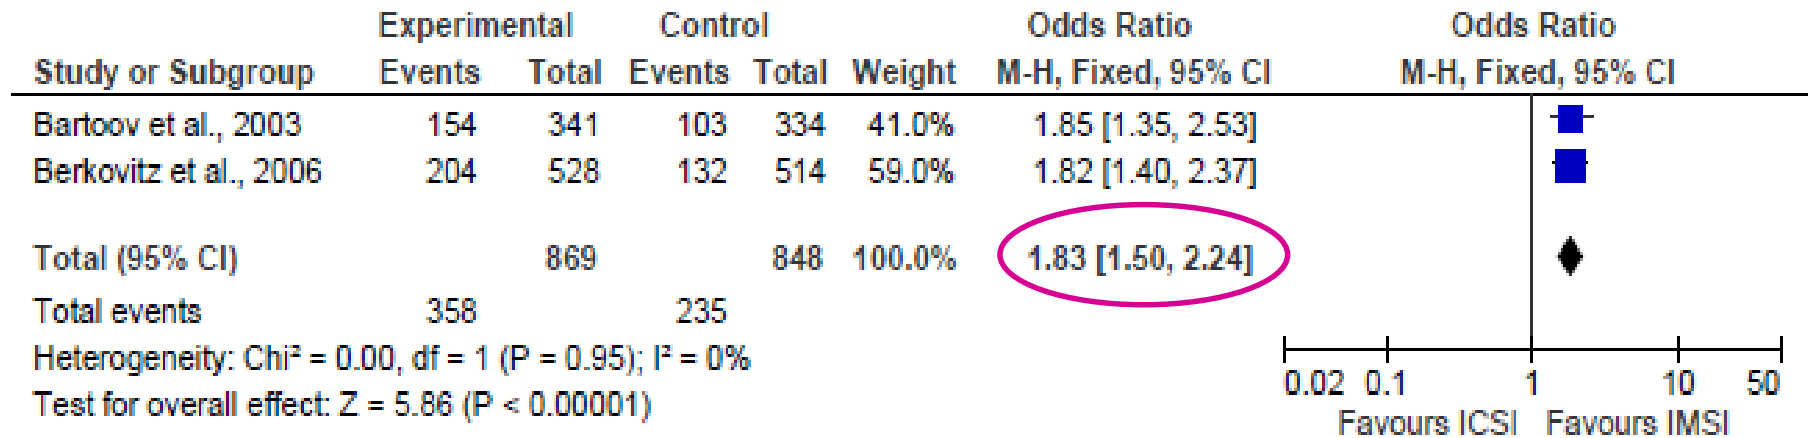 Experimental Control Odds Ratio Odds Ratio
Study or Subgroup Events Total Events Total Weight M-H, Fixed, 95% CI M-H, Fixed, 95% CI
Bartoov et al., 2003 154 341 103 334 41.0% 1.85 [1.35, 2.53]
Berkovitz et al., 2006 204 528 132 514 59.0% 1.82 [1.40, 2.37]
Total (95% CI) 869 848 100.0% 1.83 [1.50, 2.24]
Total events 358 235
Heterogeneity: Chi² = 0.00, df = 1 (P = 0.95); I² = 0%
Test for overall effect: Z = 5.86 (P < 0.00001)
0.02 0.1 1 10 50
Favours ICSI Favours IMSI